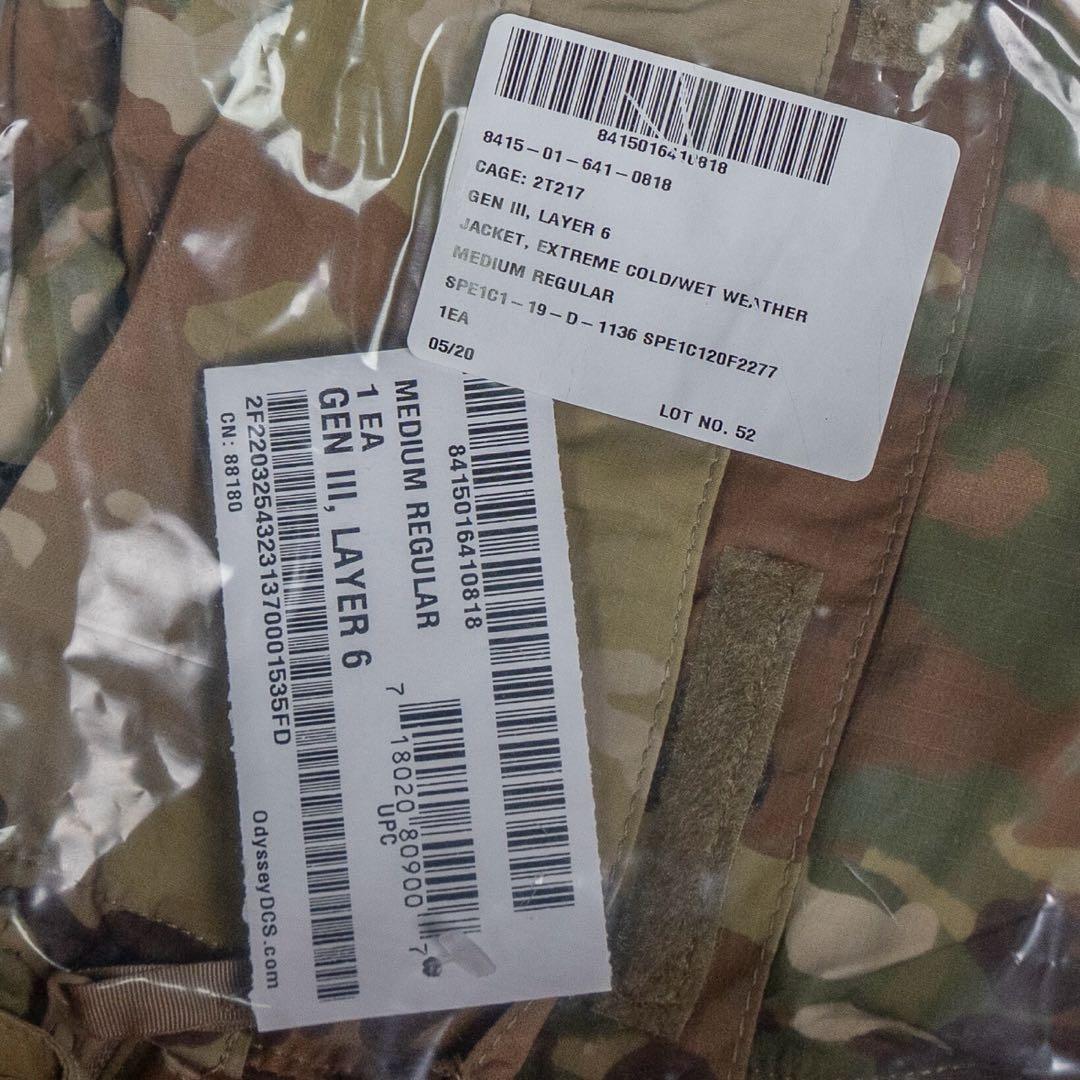 8415016410818
8415-01-641-0818
CAGE: 2T217
GEN III, LAYER 6
JACKET, EXTREME COLD/WET WEATHER
MEDIUM REGULAR
SPE1C1-19-D-1136 SPE1C120F2277
1EA
05/20
LOT NO. 52
8415016410818
MEDIUM REGULAR
1 EA
GEN III, LAYER 6
7 18020 80900 7
UPC
2F22032543231370001535FD
CN: 88180
OdysseyDCS.com